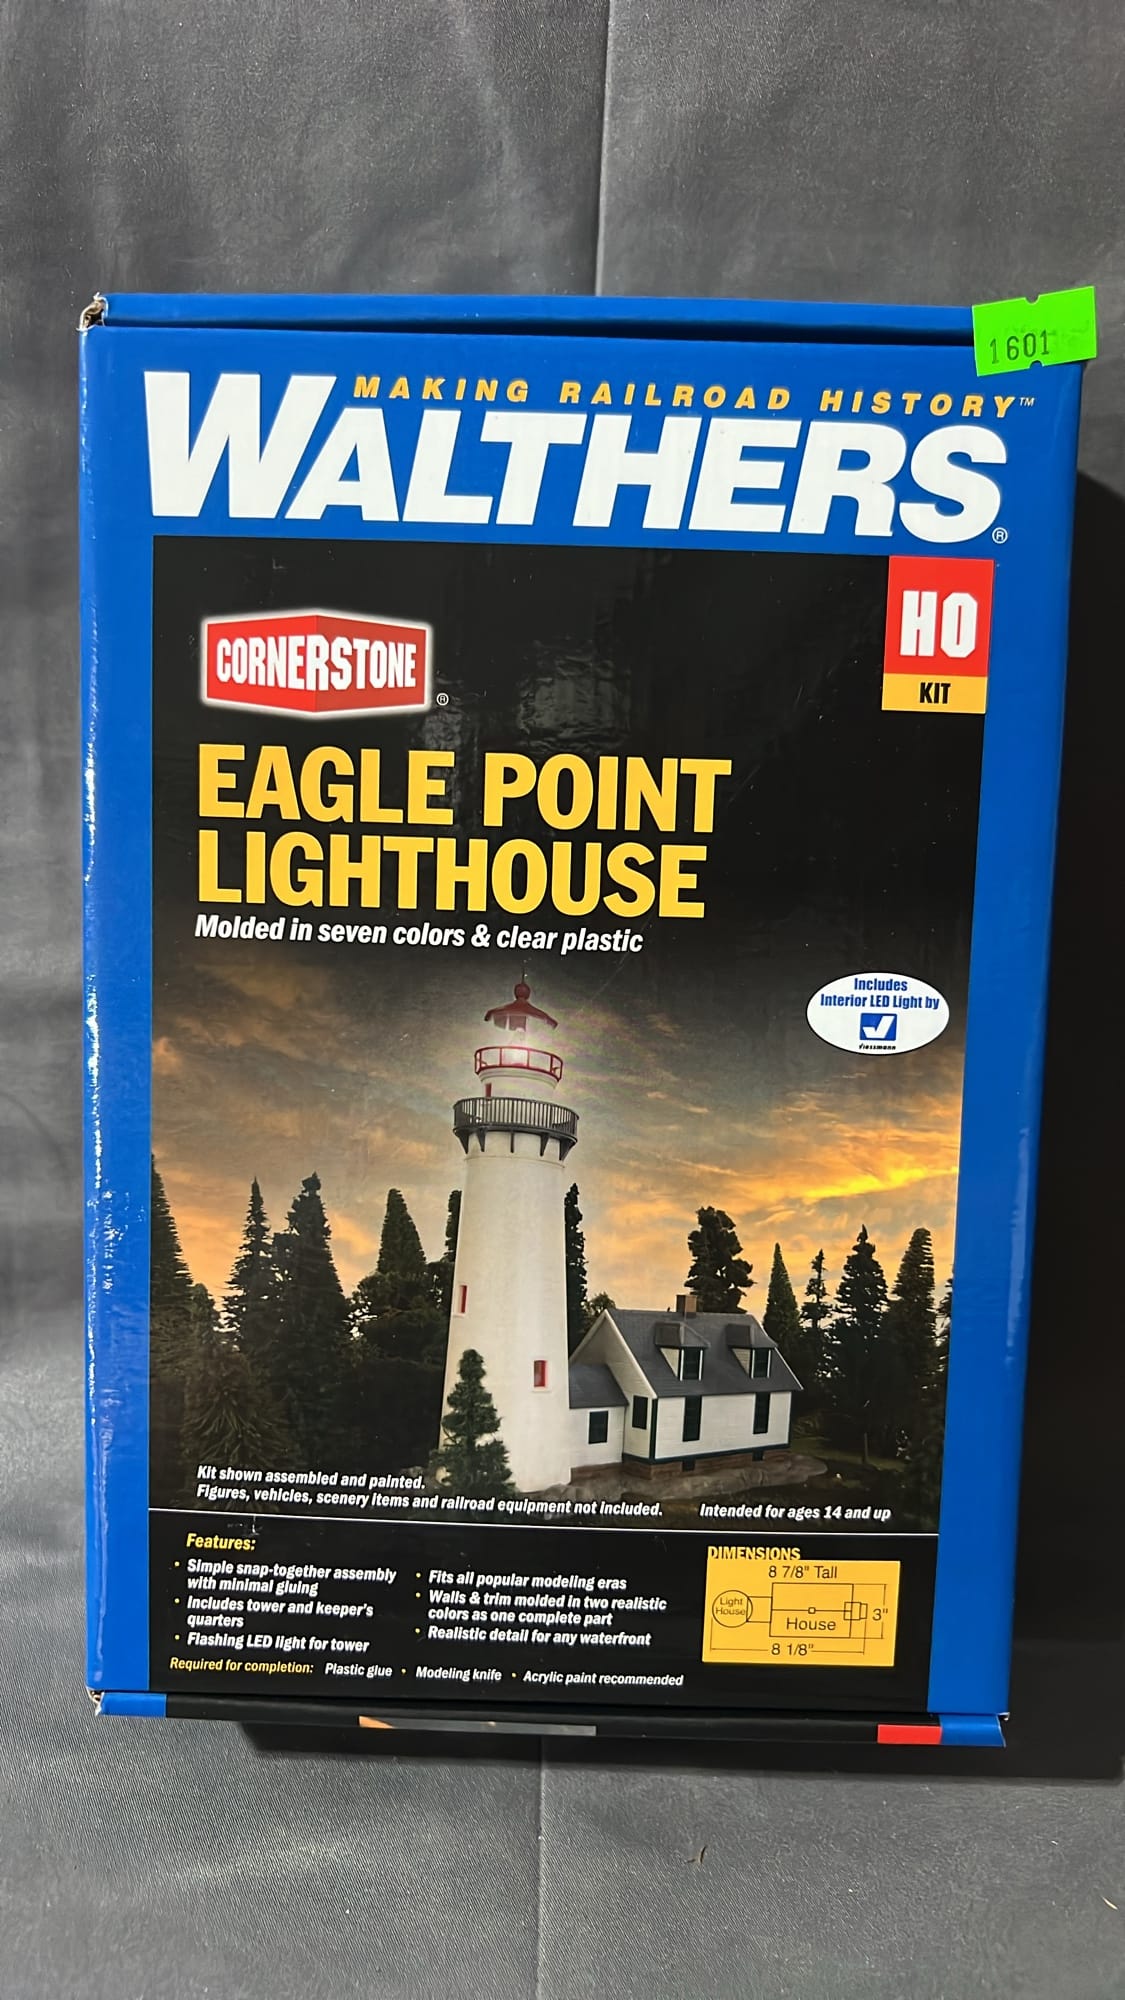 1601
MAKING RAILROAD HISTORY™
WALTHERS®
HO
KIT
CORNERSTONE®
EAGLE POINT
LIGHTHOUSE
Molded in seven colors & clear plastic
Includes
Interior LED Light by
viessmann
Kit shown assembled and painted.
Figures, vehicles, scenery items and railroad equipment not included.
Intended for ages 14 and up
Features:
• Simple snap-together assembly
with minimal gluing
• Includes tower and keeper's
quarters
• Flashing LED light for tower
• Fits all popular modeling eras
• Walls & trim molded in two realistic
colors as one complete part
• Realistic detail for any waterfront
Required for completion: Plastic glue • Modeling knife • Acrylic paint recommended
DIMENSIONS
8 7/8" Tall
Light
House
House
3"
8 1/8"